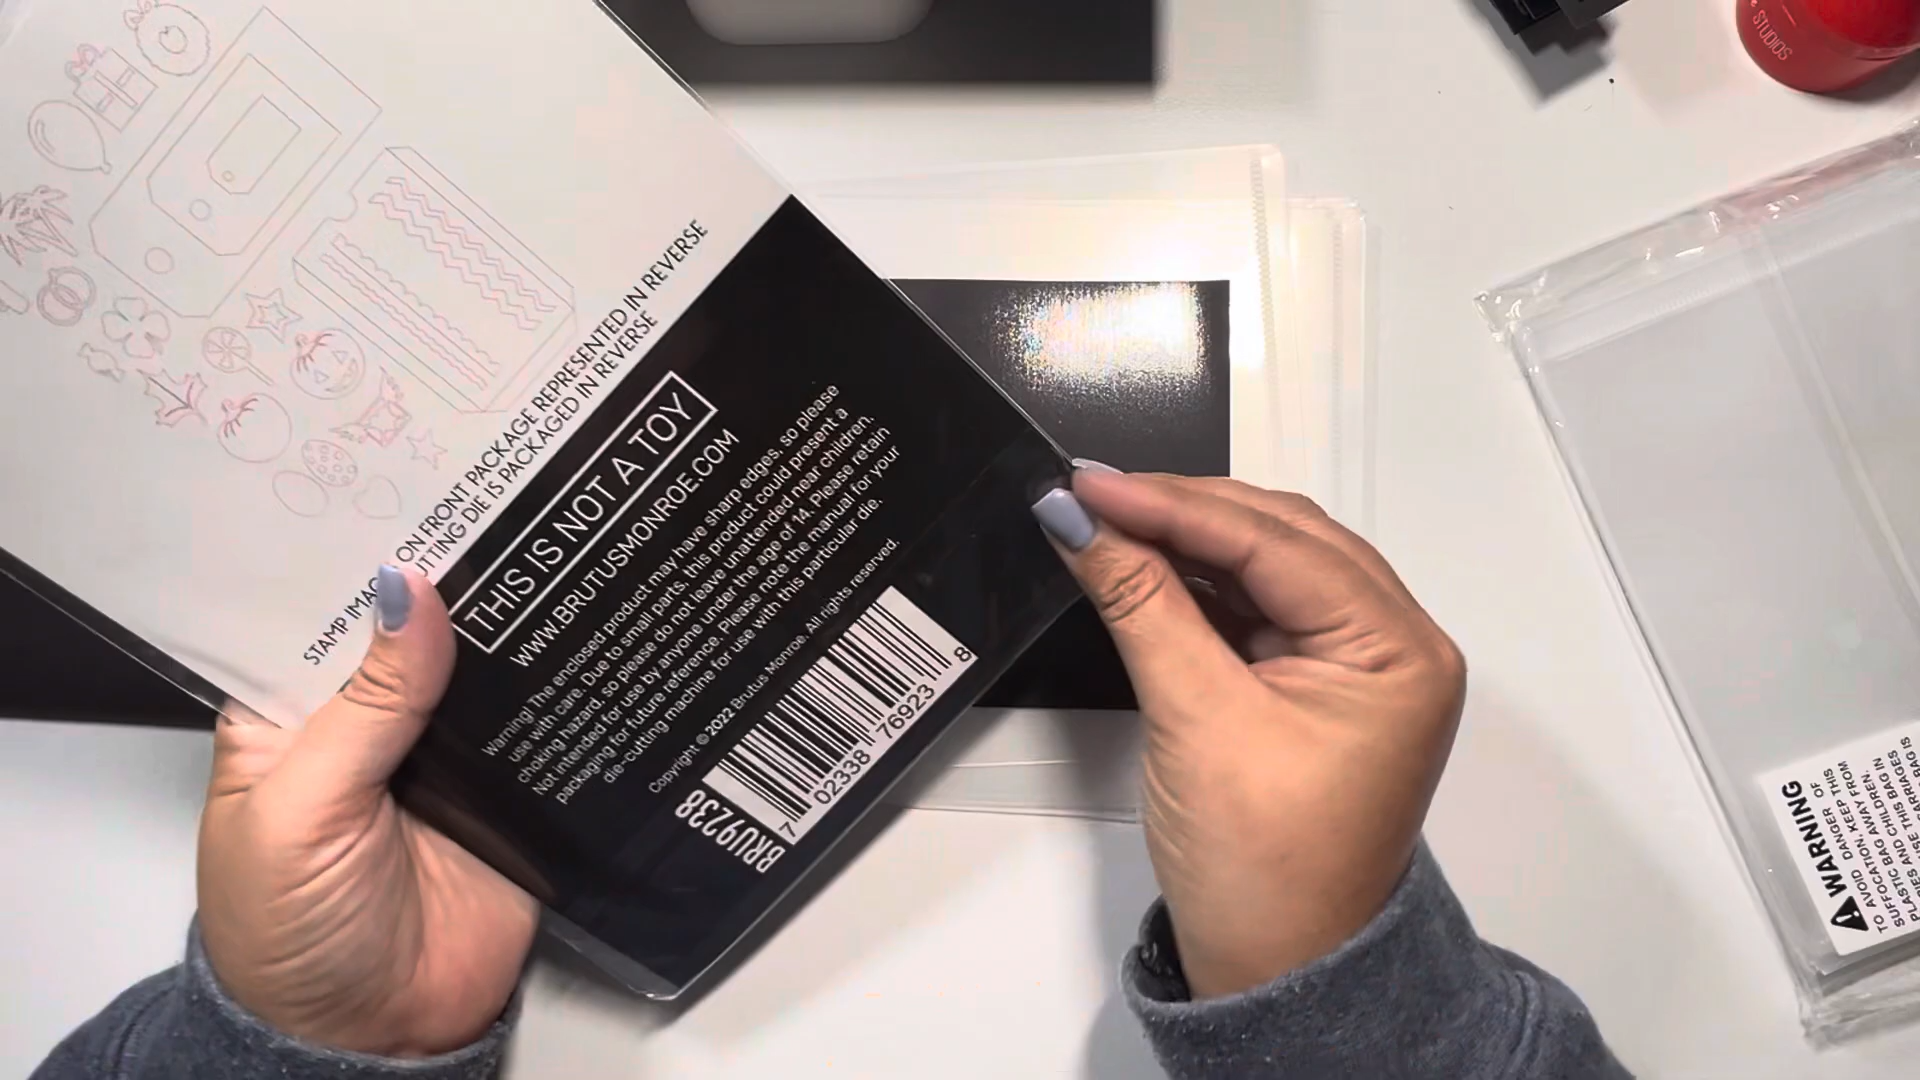 STUDIOS
ON FRONT PACKAGE REPRESENTED IN REVERSE
CUTTING DIE IS PACKAGED IN REVERSE
STAMP
THIS IS NOT A TOY
WWW.BRUTUSMONROE.COM
Warning! The enclosed product may have sharp edges, so please
use with care. Due to small parts, this product could present a
choking hazard, so please do not leave unattended near children.
Not intended for use by anyone under the age of 14. Please retain
packaging for future reference. Please note the manual for your
die-cutting machine for use with this particular die.
Copyright © 2022 Brutus Monroe. All rights reserved.
7 02338 76923 8
BRU9238
WARNING
TO AVOID DANGER OF
SUFFOCATION, KEEP THIS
PLASTIC BAG AWAY FROM